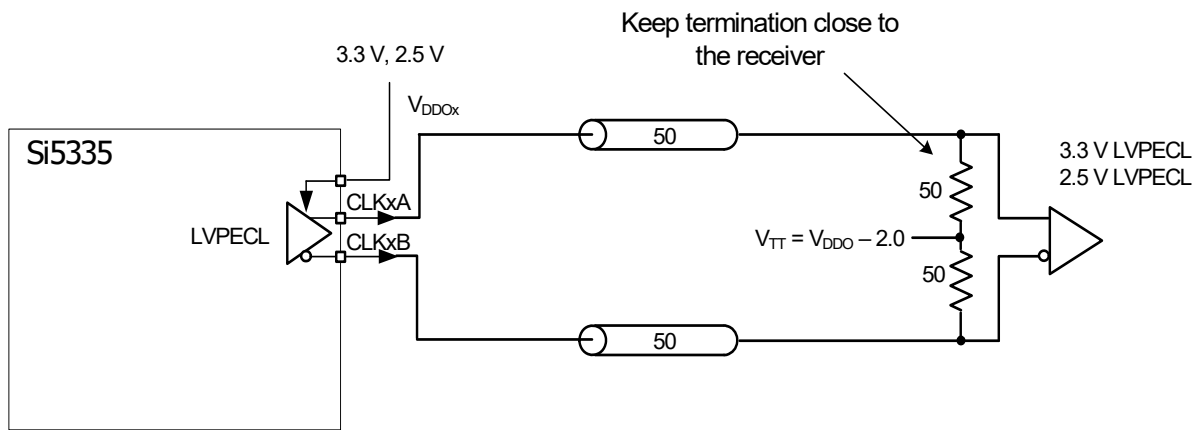 Keep termination close to
the receiver
3.3 V, 2.5 V
VDDOx
Si5335
50
3.3 V LVPECL
2.5 V LVPECL
50
CLKxA
LVPECL
VTT = VDDO – 2.0
CLKxB
50
50